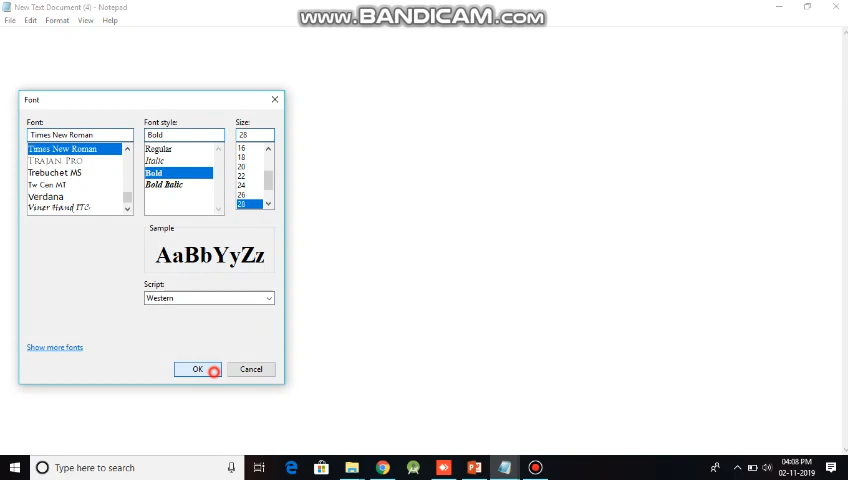 New Text Document (4) - Notepad
WWW.BANDICAM.COM
File Edit Format View Help
Font
Font: Font style: Size:
Times New Roman Bold 28
Times New Roman Regular 16
TRAJAN PRO Italic 18
Trebuchet MS Bold 20
Tw Cen MT Bold Italic 22
Verdana 24
Viner Hand ITC 26
28
Sample
AaBbYyZz
Script:
Western
Show more fonts
OK Cancel
Type here to search
04:08 PM
02-11-2019